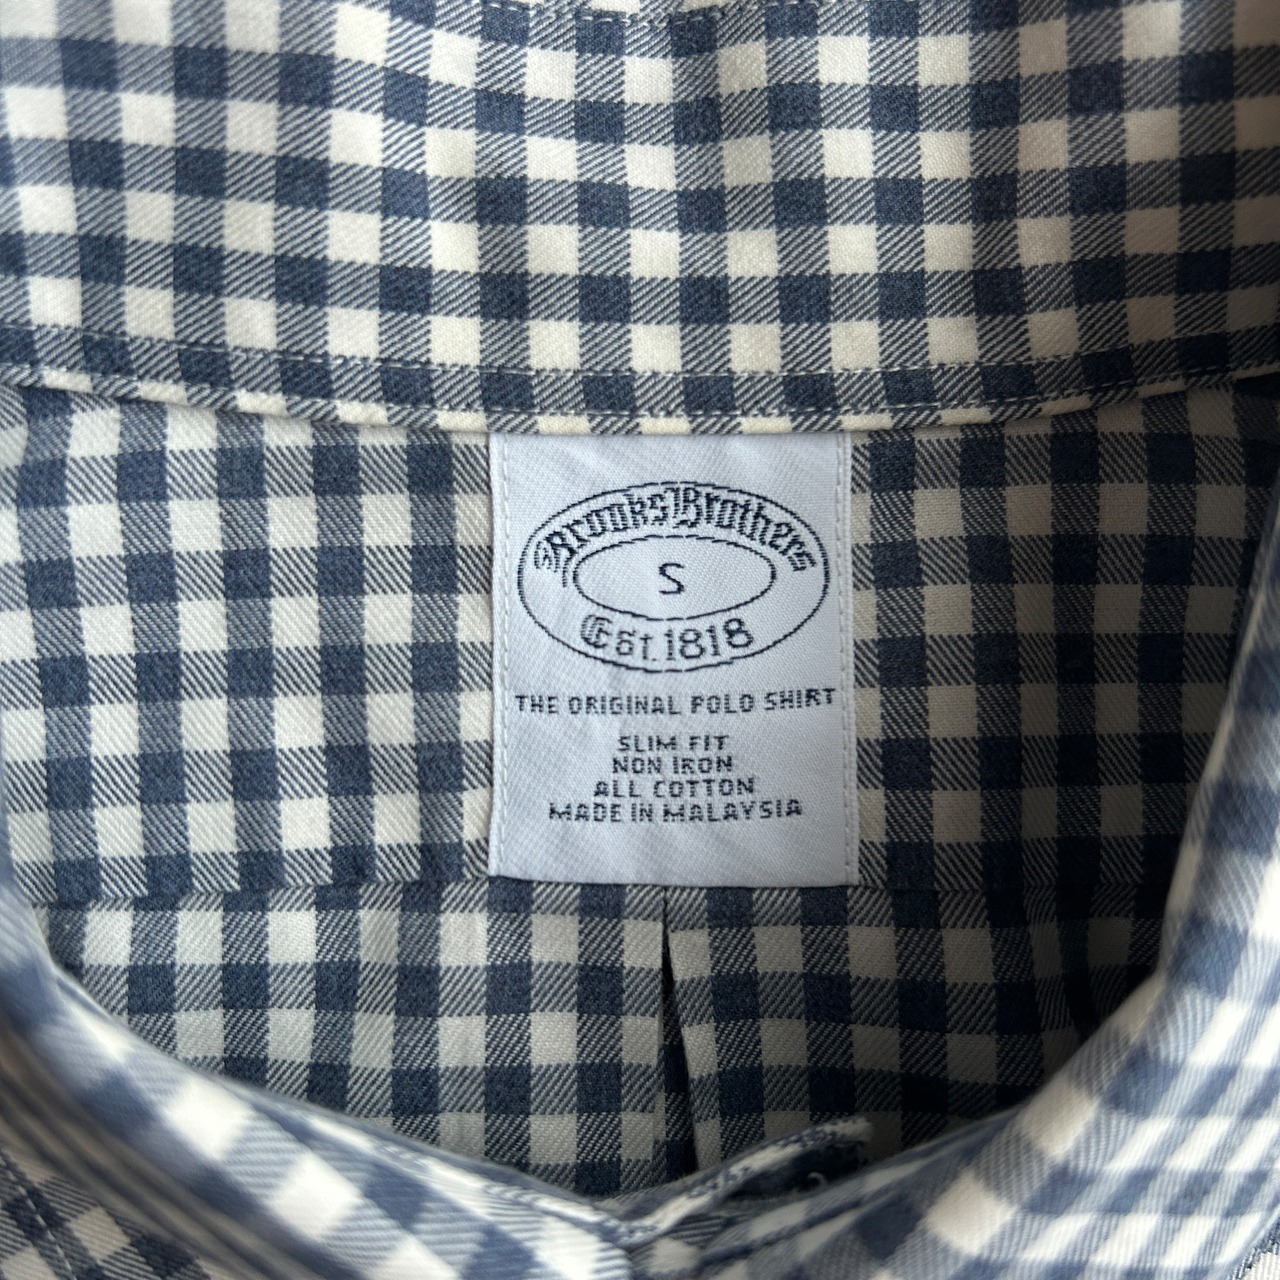 Brooks Brothers
S
Est. 1818
THE ORIGINAL POLO SHIRT
SLIM FIT
NON IRON
ALL COTTON
MADE IN MALAYSIA